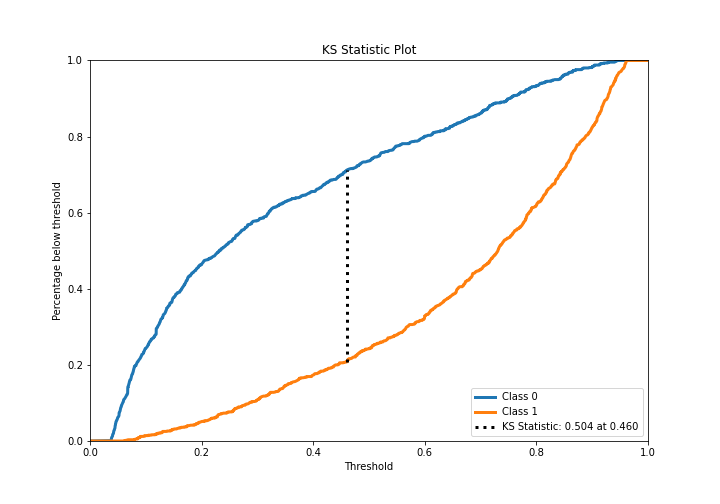 KS Statistic Plot
1.0
0.8
0.6
0.4
0.2
0.0
Percentage below threshold
0.0 0.2 0.4 0.6 0.8 1.0
Threshold
Class 0
Class 1
KS Statistic: 0.504 at 0.460